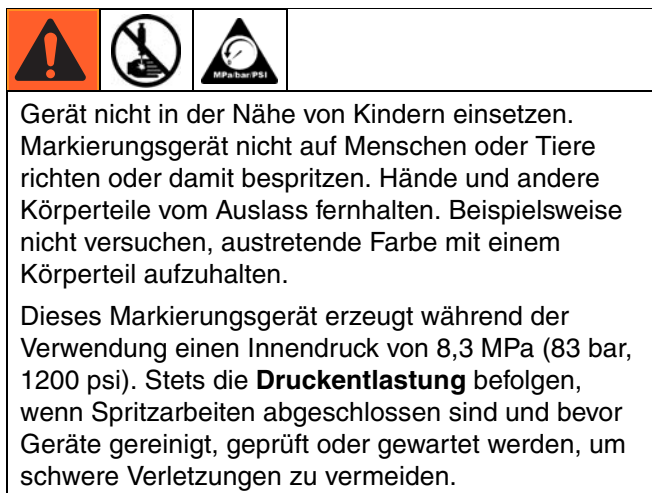 MPa/bar/PSI
Gerät nicht in der Nähe von Kindern einsetzen.
Markierungsgerät nicht auf Menschen oder Tiere
richten oder damit bespritzen. Hände und andere
Körperteile vom Auslass fernhalten. Beispielsweise
nicht versuchen, austretende Farbe mit einem
Körperteil aufzuhalten.
Dieses Markierungsgerät erzeugt während der
Verwendung einen Innendruck von 8,3 MPa (83 bar,
1200 psi). Stets die Druckentlastung befolgen,
wenn Spritzarbeiten abgeschlossen sind und bevor
Geräte gereinigt, geprüft oder gewartet werden, um
schwere Verletzungen zu vermeiden.